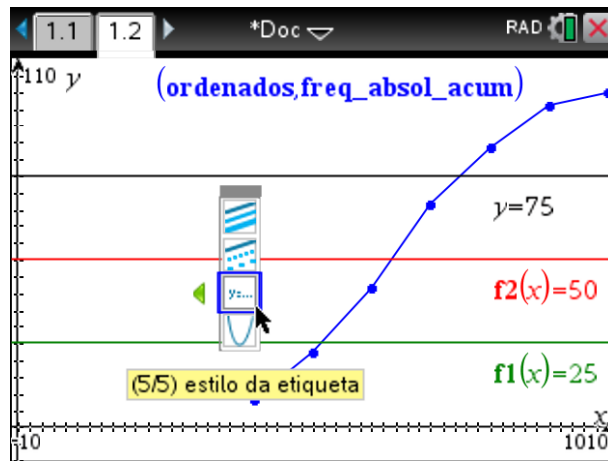 1.1 1.2 *Doc RAD
110 y (ordenados,freq_absol_acum)
y=75
y:...
f2(x)=50
(5/5) estilo da etiqueta
f1(x)=25
x
-10 1010